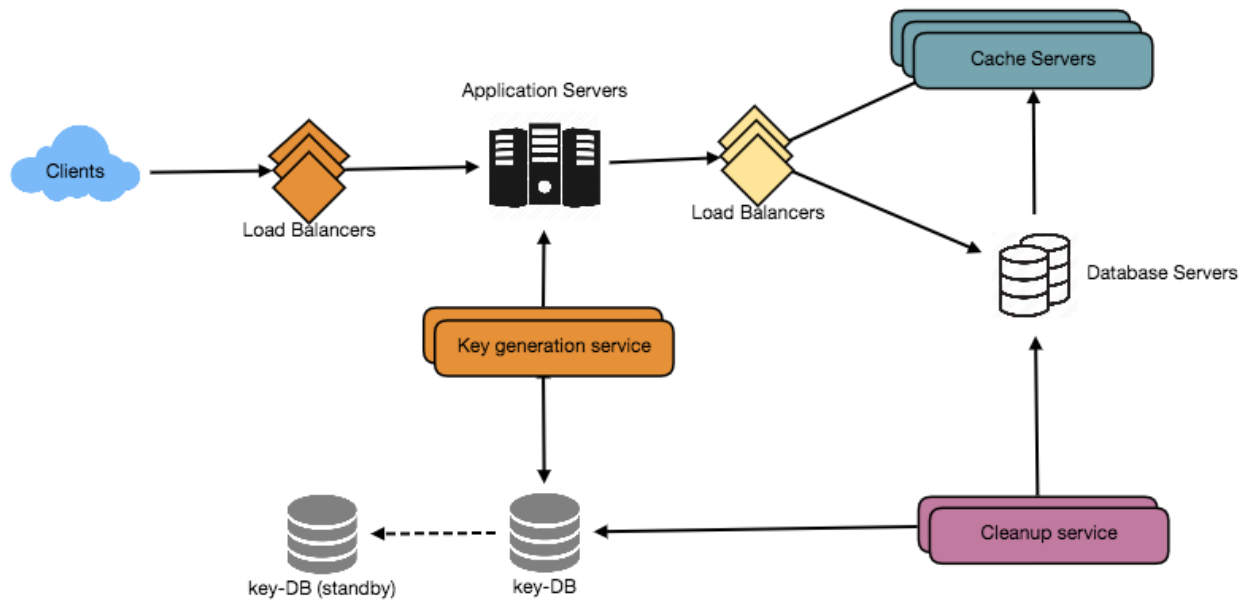 Cache Servers
Application Servers
Clients
Load Balancers
Load Balancers
Database Servers
Key generation service
Cleanup service
key-DB (standby)
key-DB